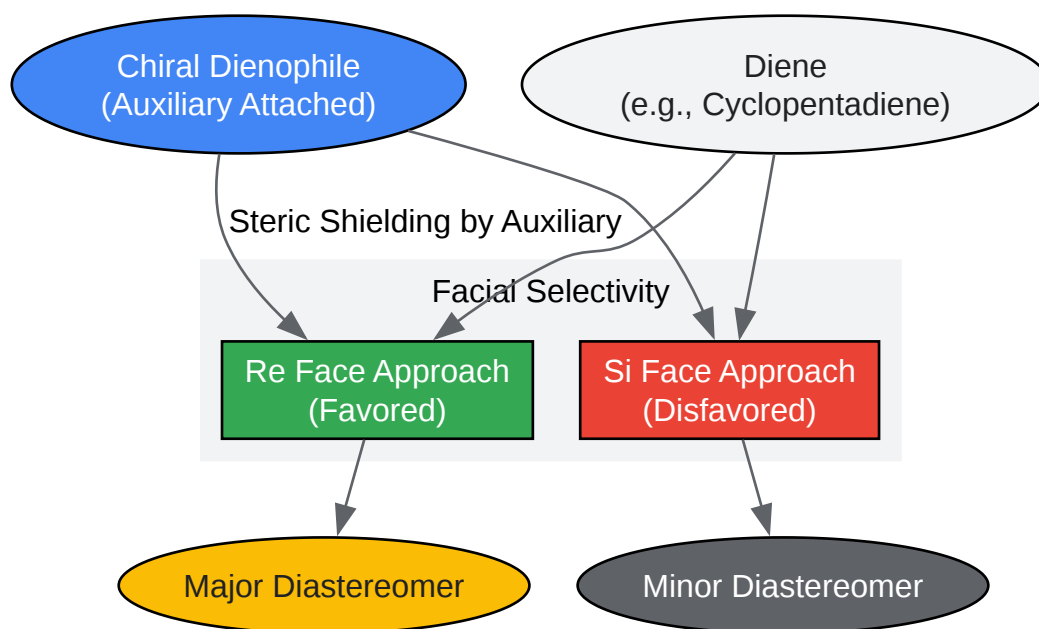 Chiral Dienophile
(Auxiliary Attached)
Diene
(e.g., Cyclopentadiene)
Steric Shielding by Auxiliary
Facial Selectivity
Re Face Approach
(Favored)
Si Face Approach
(Disfavored)
Major Diastereomer
Minor Diastereomer